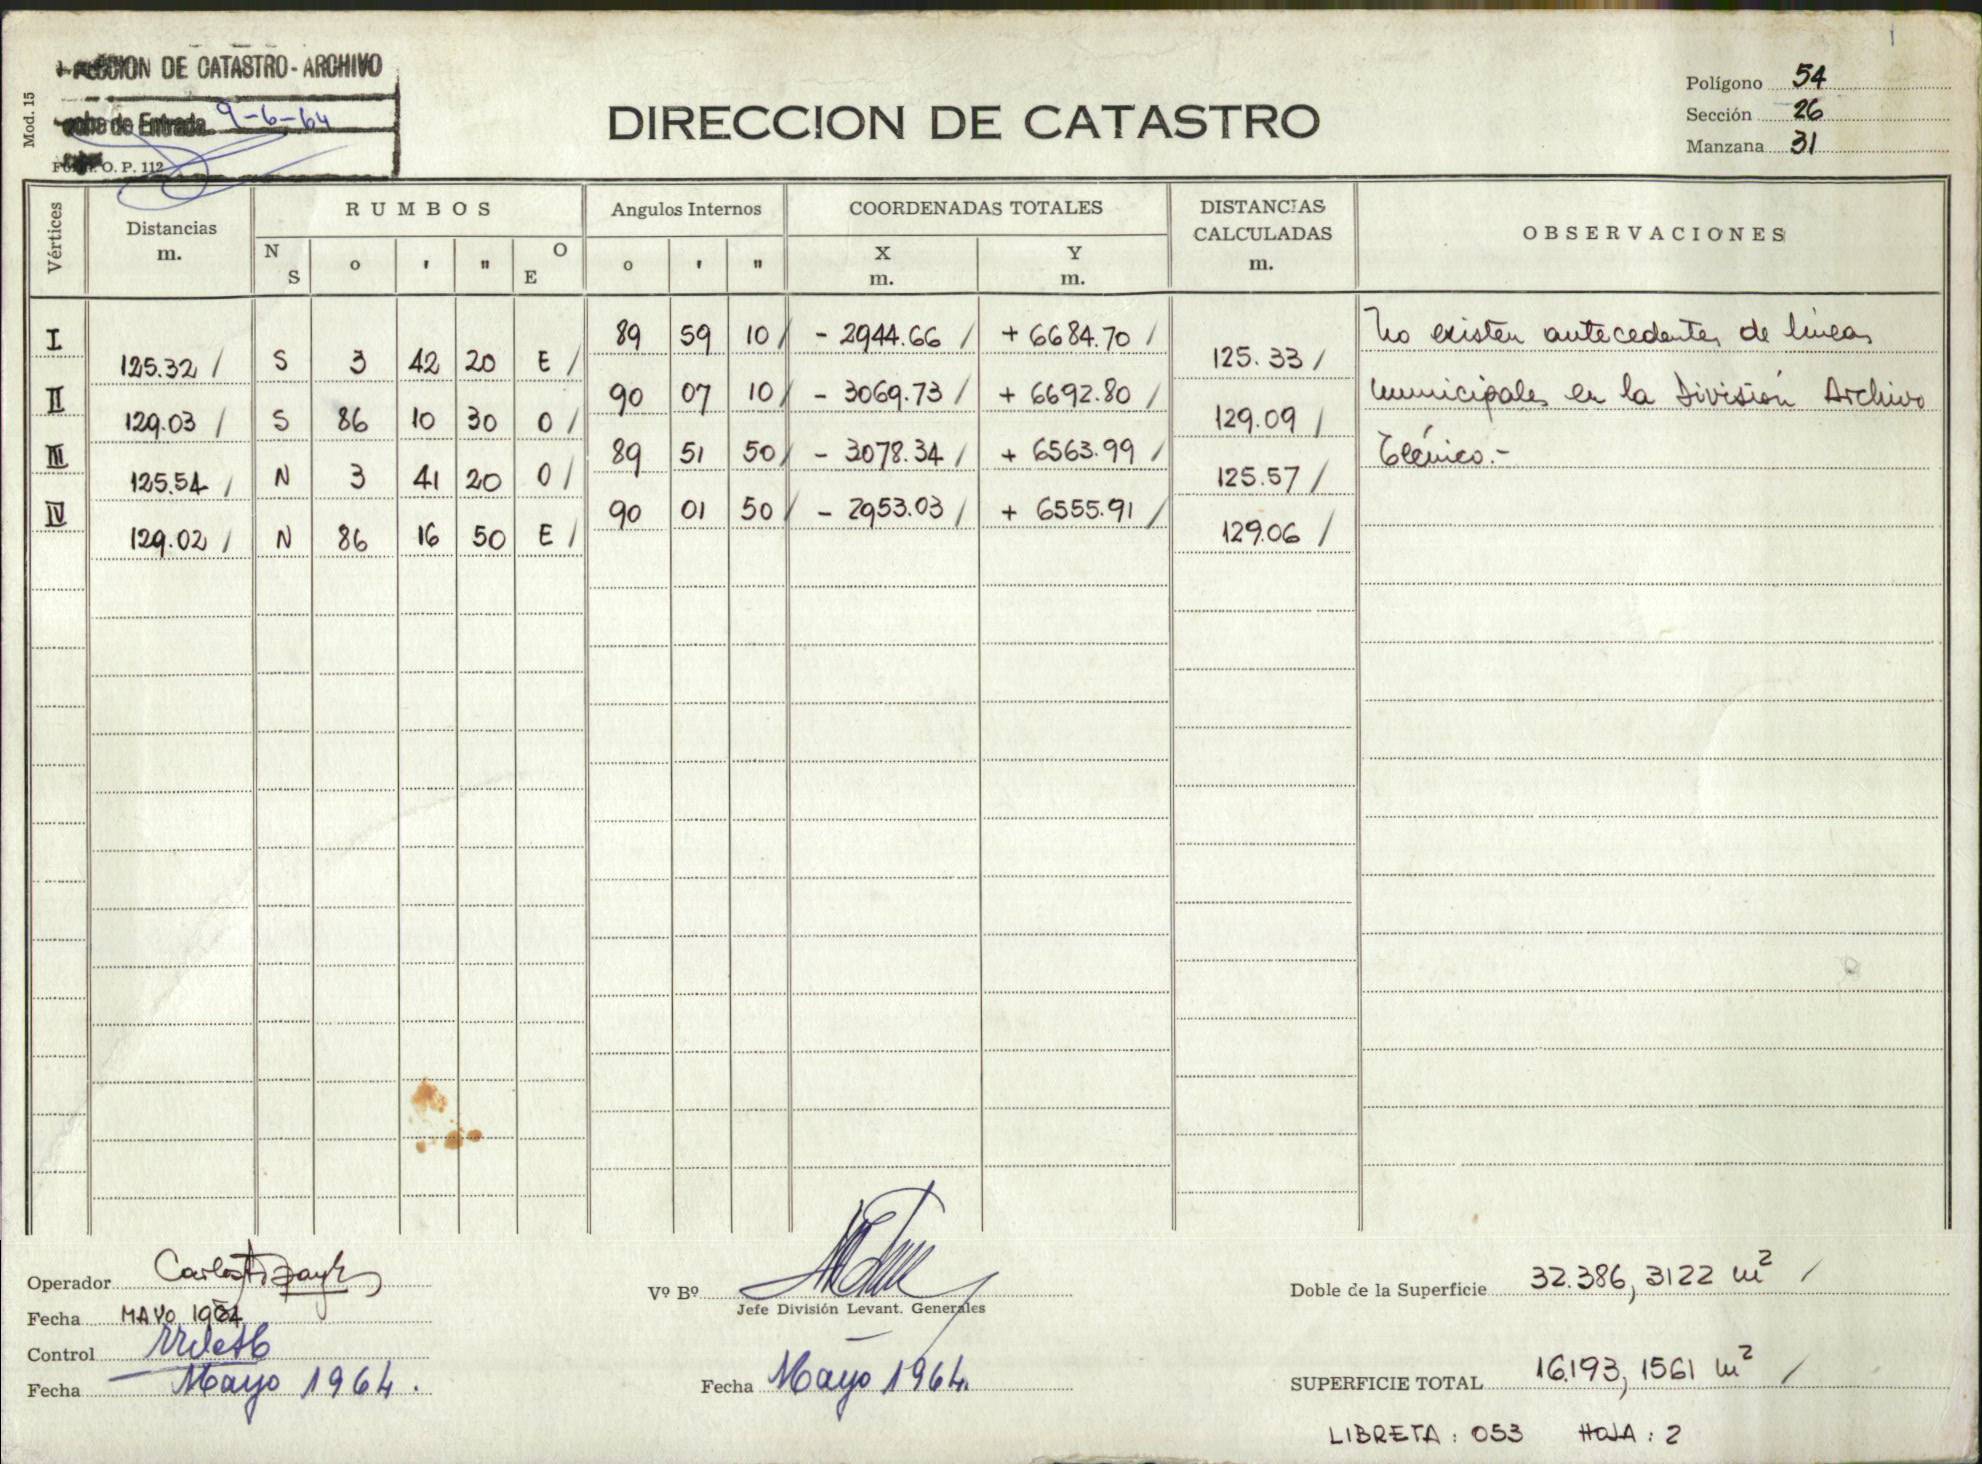 CCION DE CATASTRO - ARCHIVO
Mod. 15
de Entrada 9-6-64
O. P. 112
DIRECCION DE CATASTRO
Polígono 54
Sección 26
Manzana 31
Vértices
Distancias
m.
RUMBOS
N
S
o
'
"
O
E
Angulos Internos
o
'
"
COORDENADAS TOTALES
X
m.
Y
m.
DISTANCIAS
CALCULADAS
m.
OBSERVACIONES
I 89 59 10 / - 2944.66 / + 6684.70 / No existen antecedentes de líneas
125.32 / S 3 42 20 E / 125.33 /
II 90 07 10 / - 3069.73 / + 6692.80 / municipales en la División Archivo
129.03 / S 86 10 30 O / 129.09 /
III 89 51 50 / - 3078.34 / + 6563.99 / Técnico.-
125.54 / N 3 41 20 O / 125.57 /
IV 90 01 50 / - 2953.03 / + 6555.91 /
129.02 / N 86 16 50 E / 129.06 /
Operador Carlos
Fecha MAYO 1964
Control
Fecha Mayo 1964.
Vº Bº
Jefe División Levant. Generales
Fecha Mayo 1964.
Doble de la Superficie 32.386,3122 m² /
SUPERFICIE TOTAL 16.193,1561 m² /
LIBRETA : 053 HOJA : 2